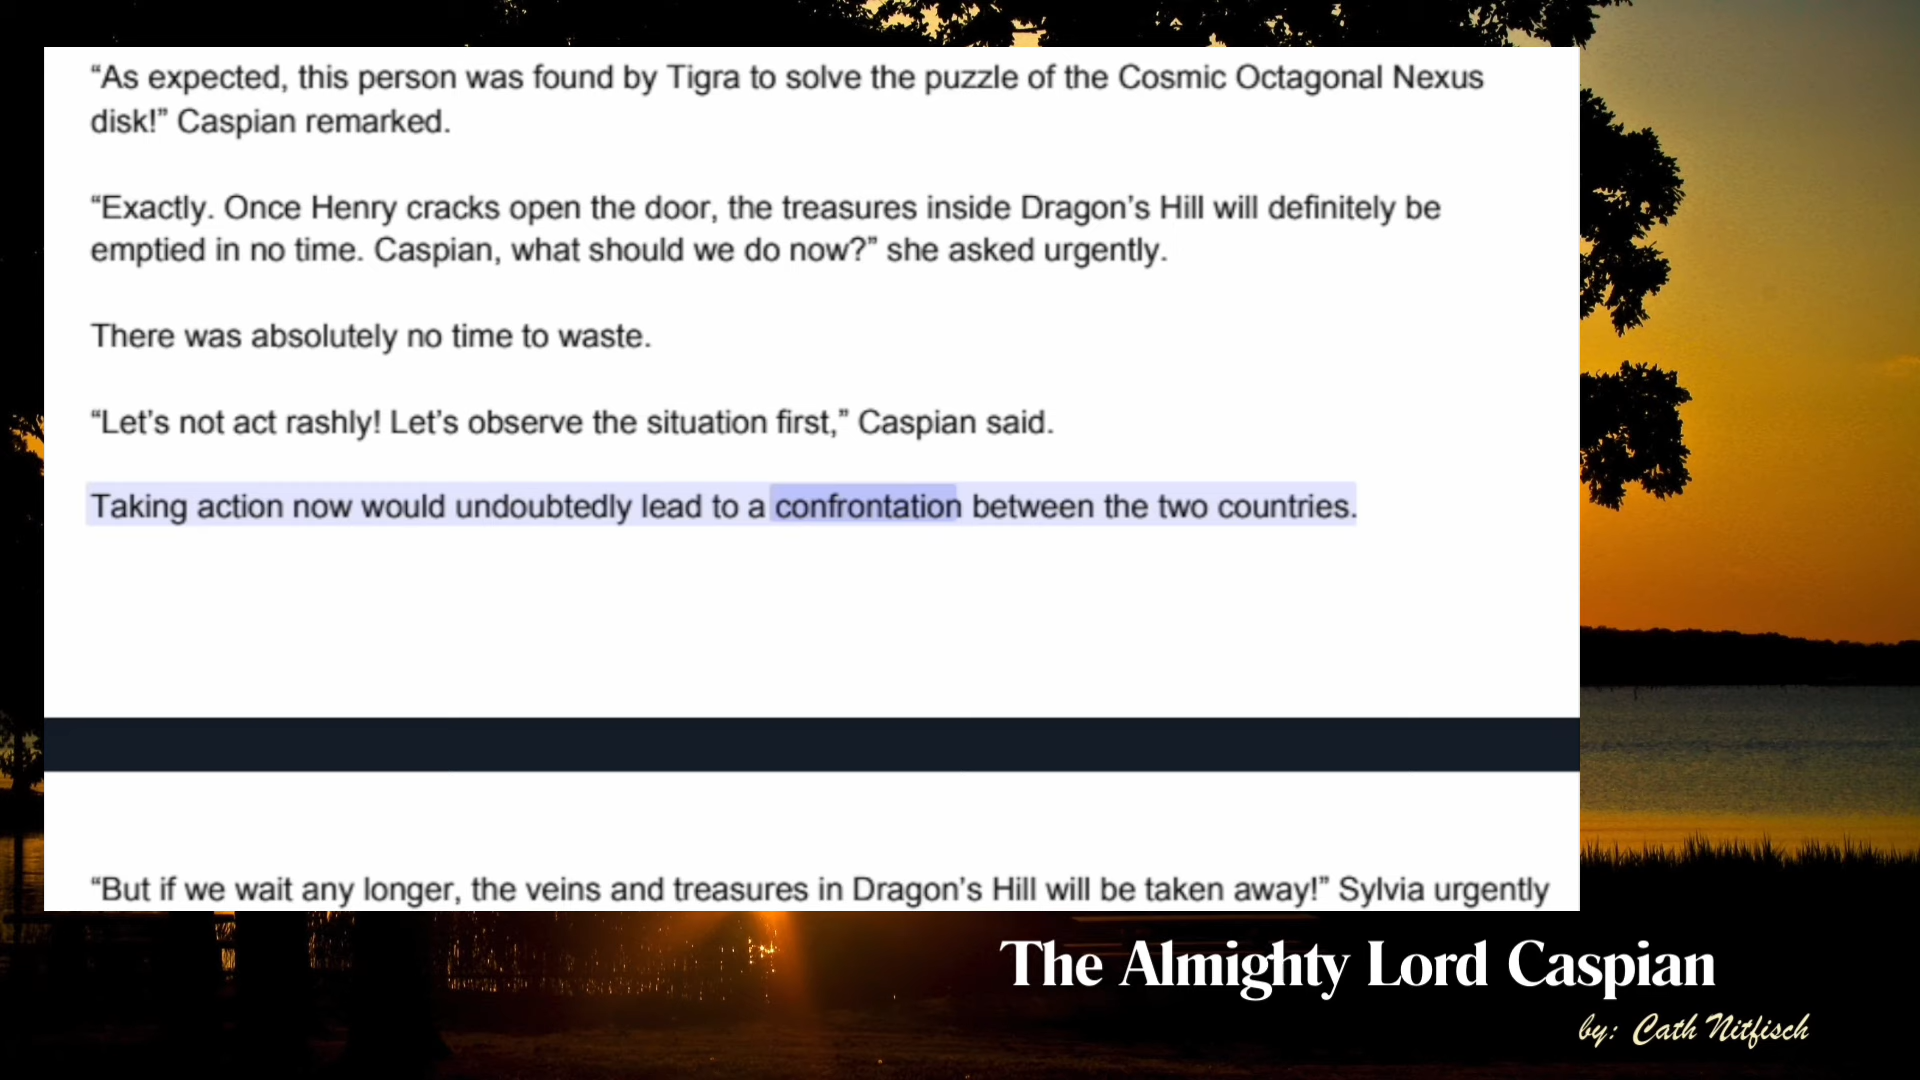 “As expected, this person was found by Tigra to solve the puzzle of the Cosmic Octagonal Nexus
disk!” Caspian remarked.
“Exactly. Once Henry cracks open the door, the treasures inside Dragon’s Hill will definitely be
emptied in no time. Caspian, what should we do now?” she asked urgently.
There was absolutely no time to waste.
“Let’s not act rashly! Let’s observe the situation first,” Caspian said.
Taking action now would undoubtedly lead to a confrontation between the two countries.
“But if we wait any longer, the veins and treasures in Dragon’s Hill will be taken away!” Sylvia urgently
The Almighty Lord Caspian
by: Cath Nitfisch